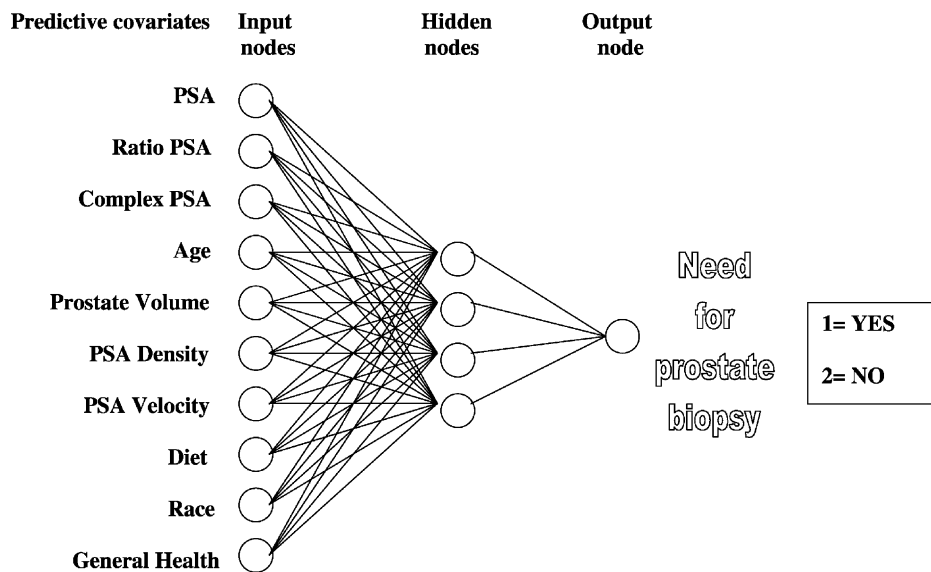 Predictive covariates
Input
nodes
Hidden
nodes
Output
node
PSA
Ratio PSA
Complex PSA
Age
Prostate Volume
PSA Density
PSA Velocity
Diet
Race
General Health
Need
for
prostate
biopsy
1= YES
2= NO